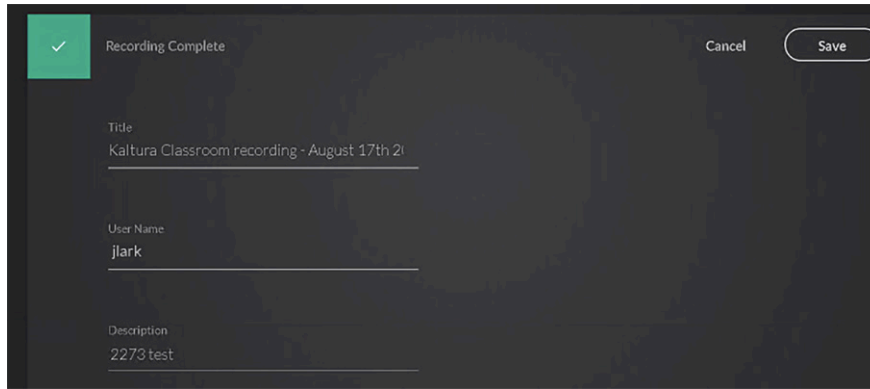 Recording Complete
Cancel
Save
Title
Kaltura Classroom recording - August 17th
User Name
jlark
Description
2273 test